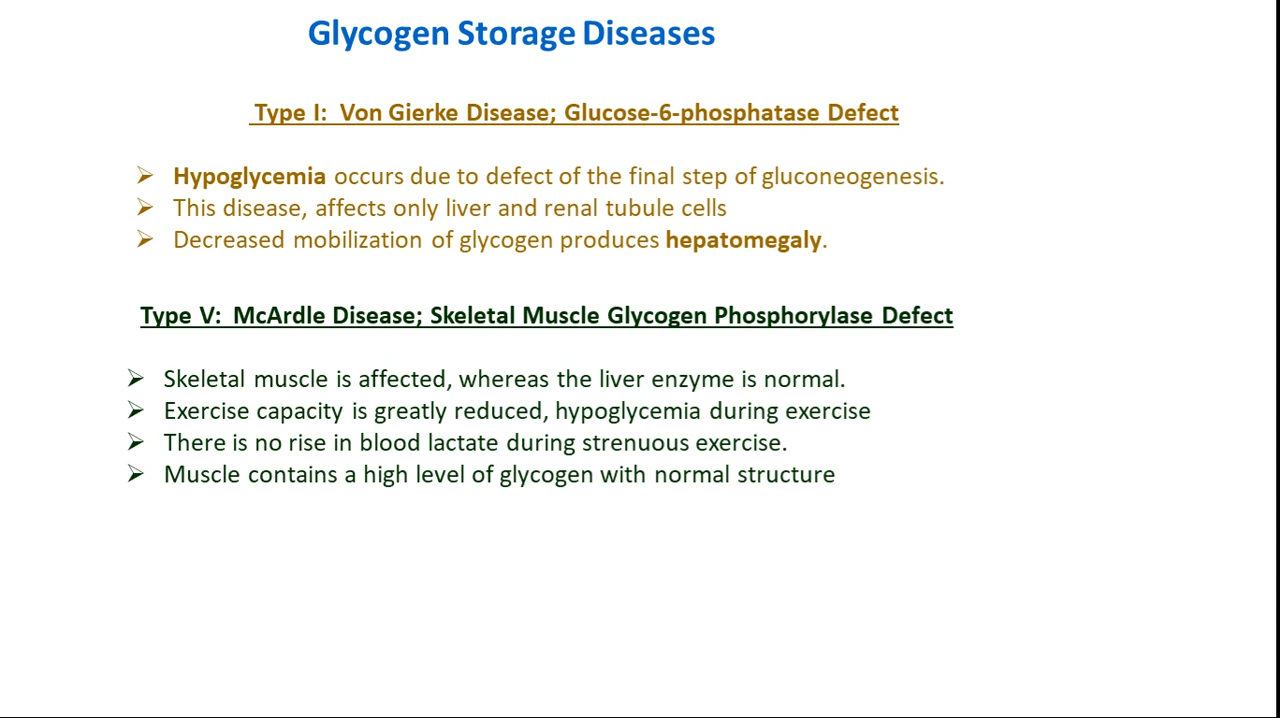 Glycogen Storage Diseases
Type I: Von Gierke Disease; Glucose-6-phosphatase Defect
➢ Hypoglycemia occurs due to defect of the final step of gluconeogenesis.
➢ This disease, affects only liver and renal tubule cells
➢ Decreased mobilization of glycogen produces hepatomegaly.
Type V: McArdle Disease; Skeletal Muscle Glycogen Phosphorylase Defect
➢ Skeletal muscle is affected, whereas the liver enzyme is normal.
➢ Exercise capacity is greatly reduced, hypoglycemia during exercise
➢ There is no rise in blood lactate during strenuous exercise.
➢ Muscle contains a high level of glycogen with normal structure